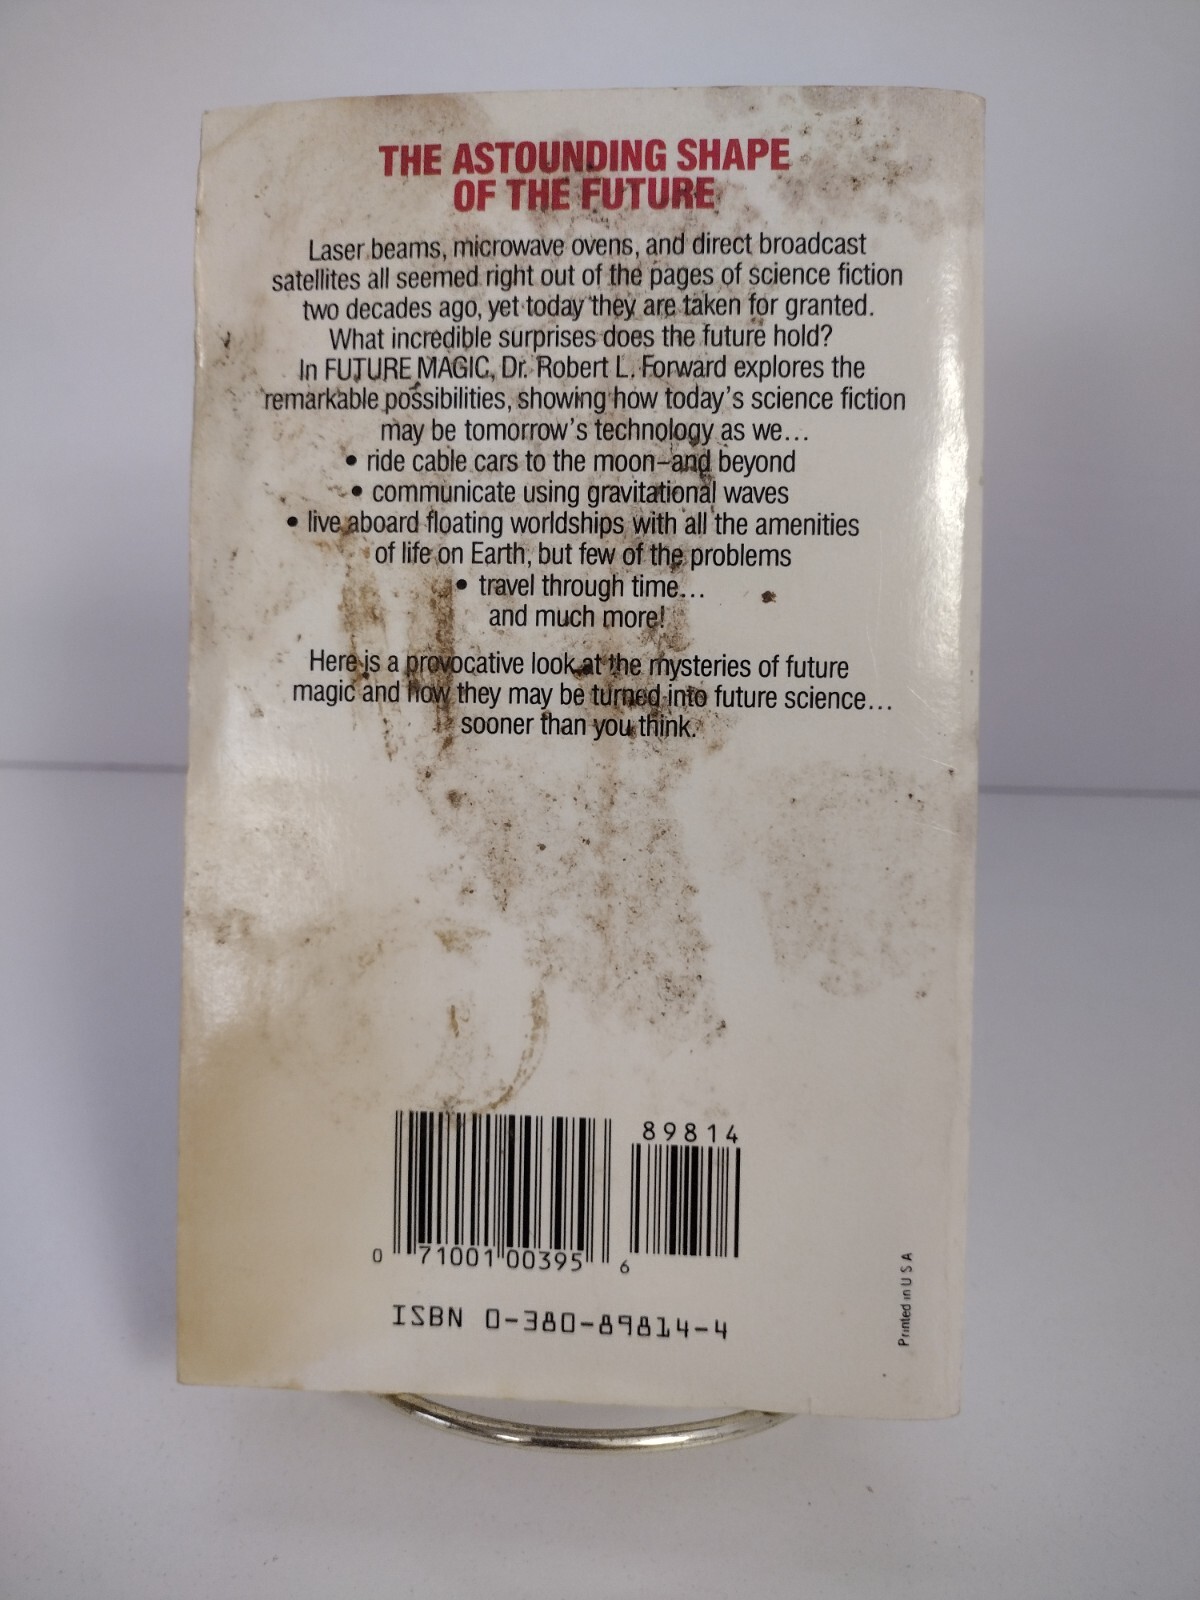 THE ASTOUNDING SHAPE
OF THE FUTURE
Laser beams, microwave ovens, and direct broadcast
satellites all seemed right out of the pages of science fiction
two decades ago, yet today they are taken for granted.
What incredible surprises does the future hold?
In FUTURE MAGIC, Dr. Robert L. Forward explores the
remarkable possibilities, showing how today's science fiction
may be tomorrow's technology as we...
• ride cable cars to the moon–and beyond
• communicate using gravitational waves
• live aboard floating worldships with all the amenities
of life on Earth, but few of the problems
• travel through time...
and much more!
Here is a provocative look at the mysteries of future
magic and how they may be turned into future science...
sooner than you think.
89814
0 71001 00395 6
ISBN 0-380-89814-4
Printed in U S A